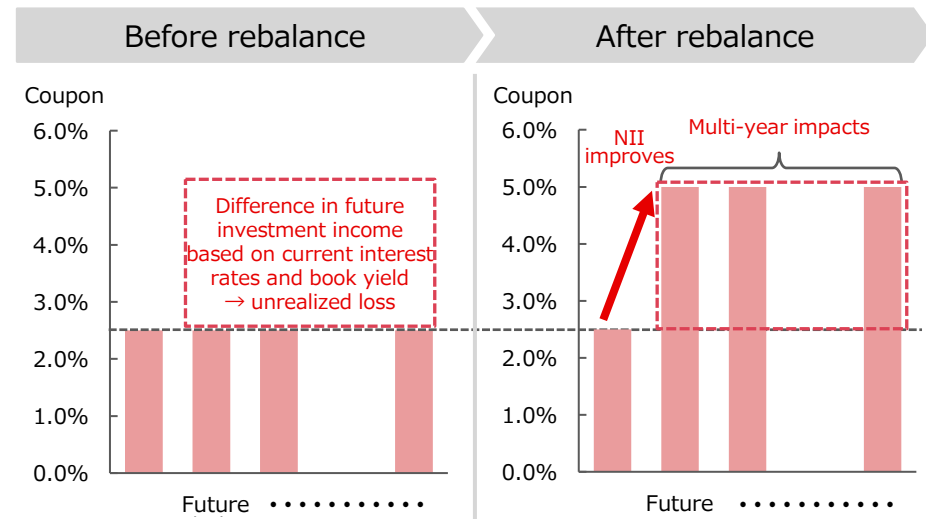 Before rebalance
After rebalance
Coupon
6.0%
5.0%
4.0%
3.0%
2.0%
1.0%
0.0%
Difference in future
investment income
based on current interest
rates and book yield
→ unrealized loss
Future ・・・・・・・・・・・
Coupon
6.0%
5.0%
4.0%
3.0%
2.0%
1.0%
0.0%
NII
improves
Multi-year impacts
Future ・・・・・・・・・・・